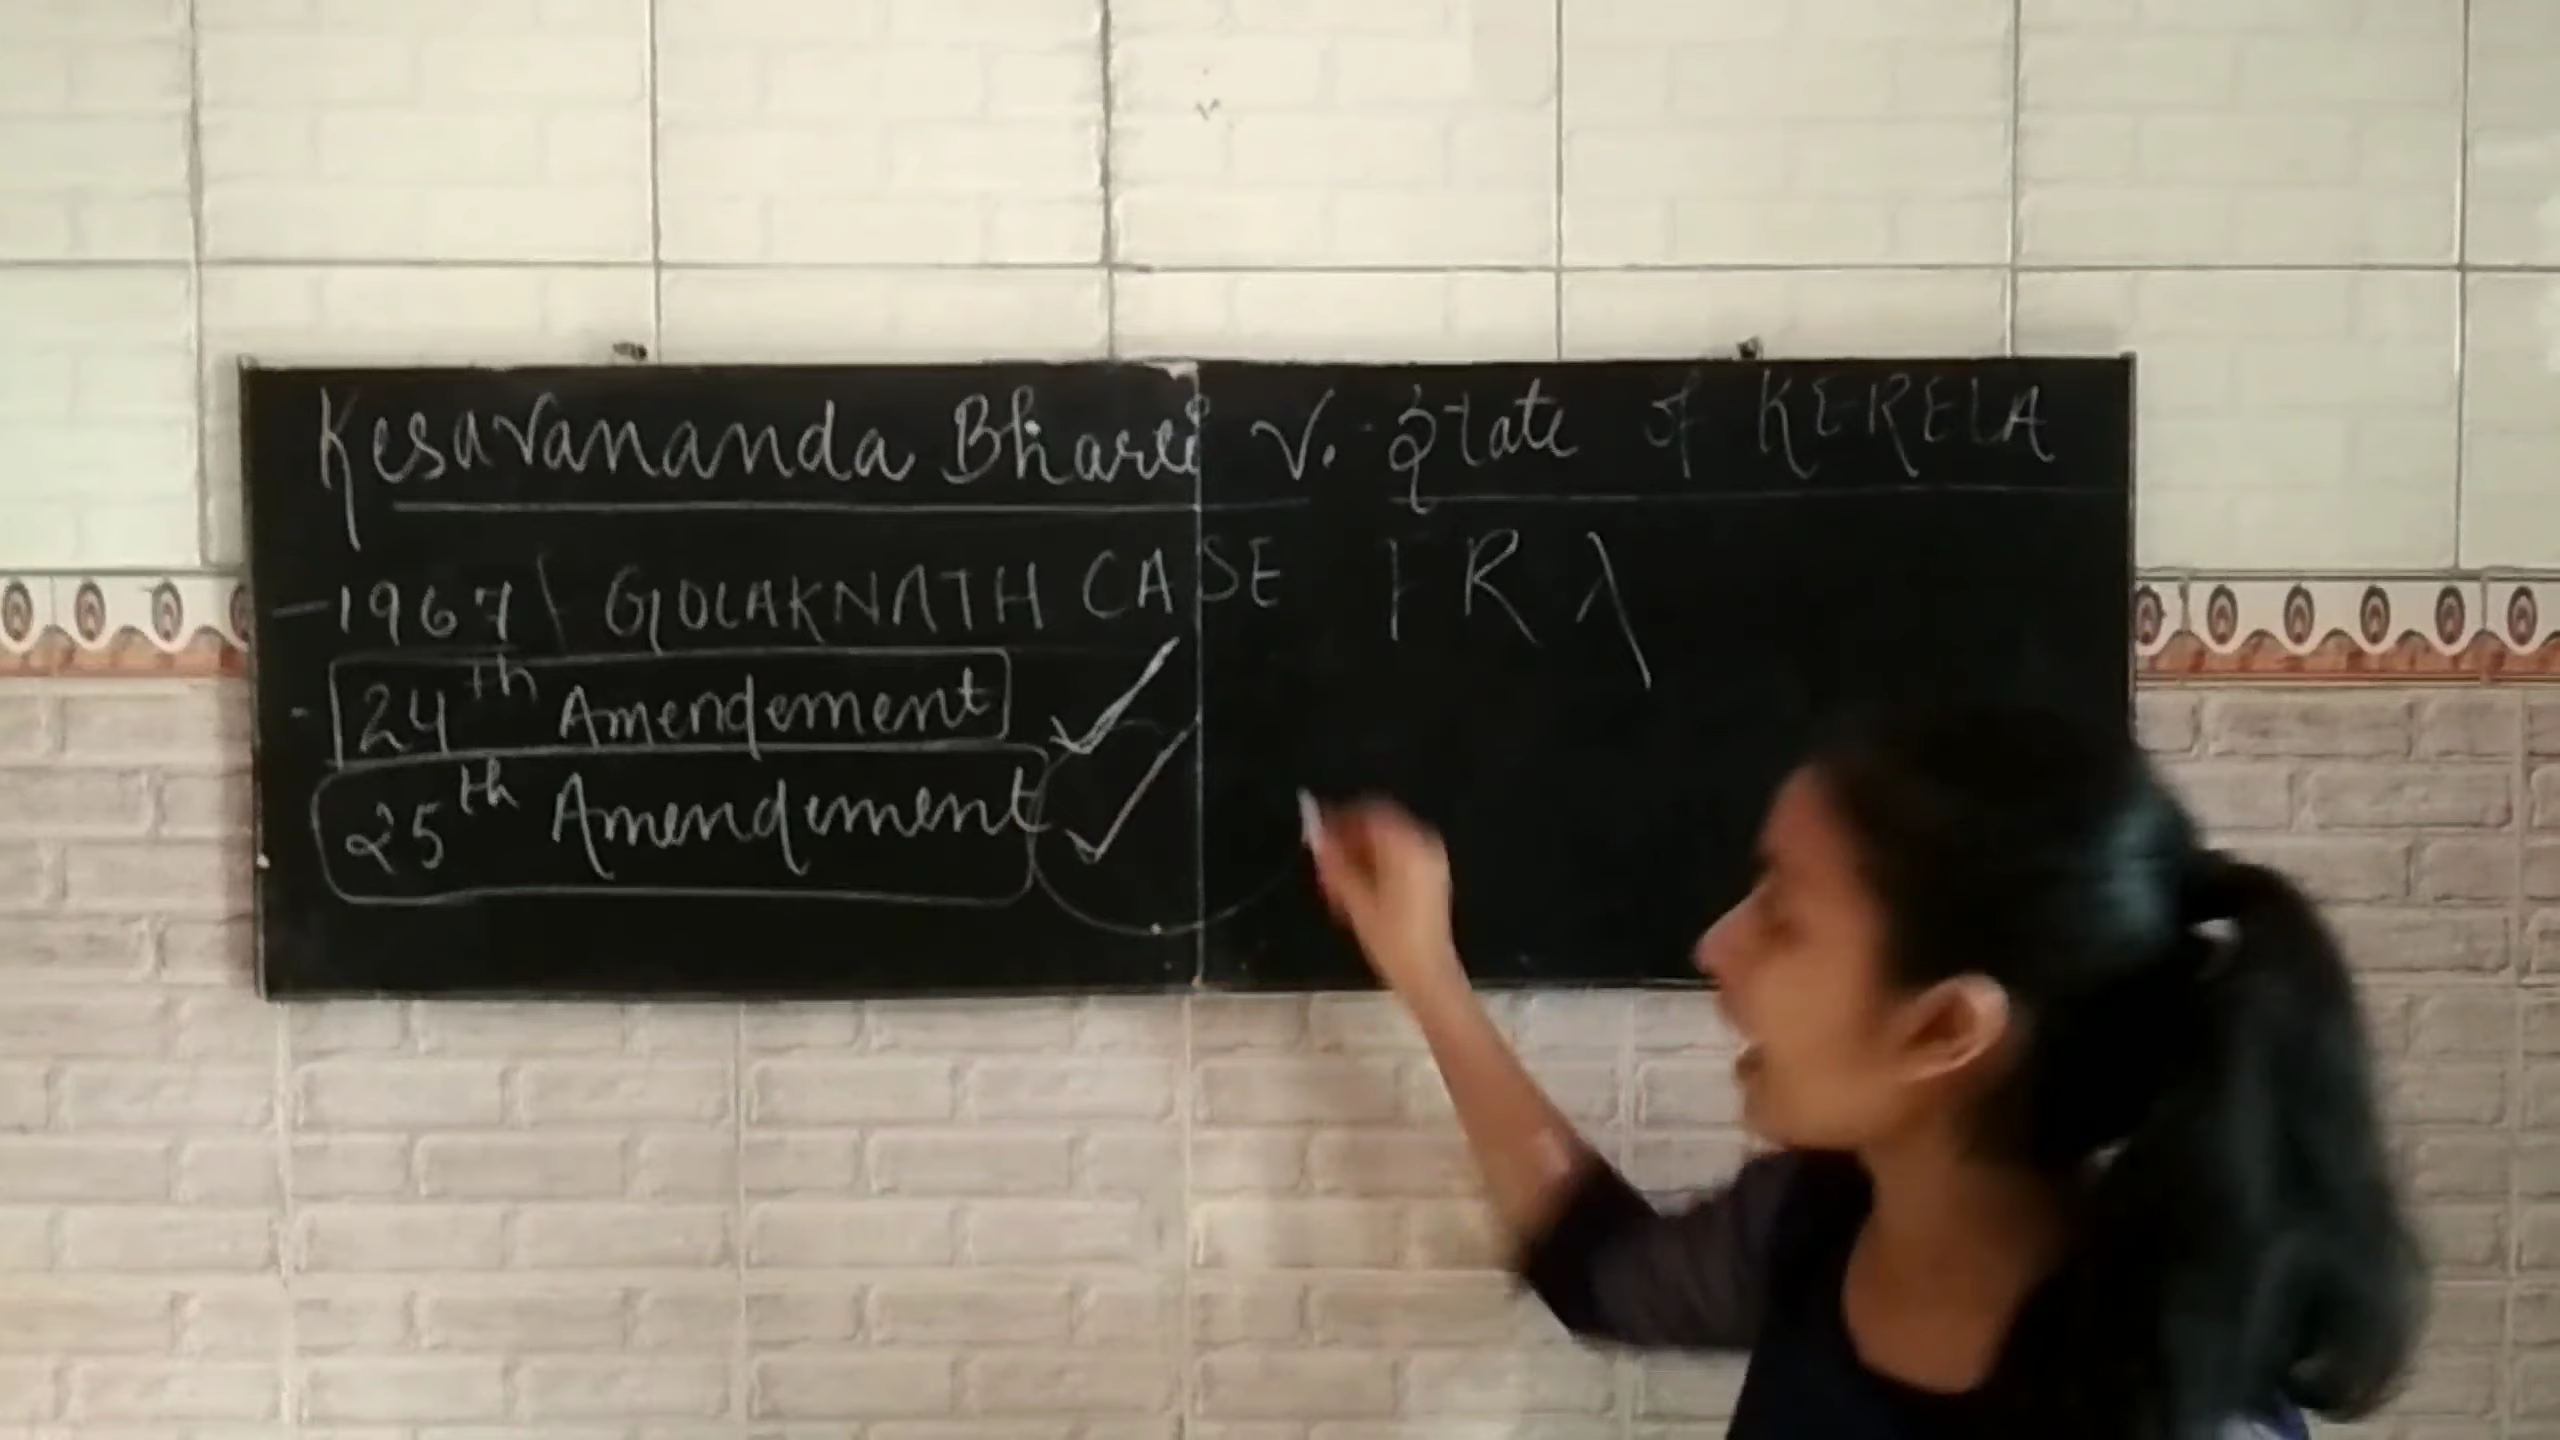 Kesavananda Bharti v. State of KERELA
- 1967 | GOLAKNATH CASE FR
- 24th Amendement ✓
25th Amendement ✓